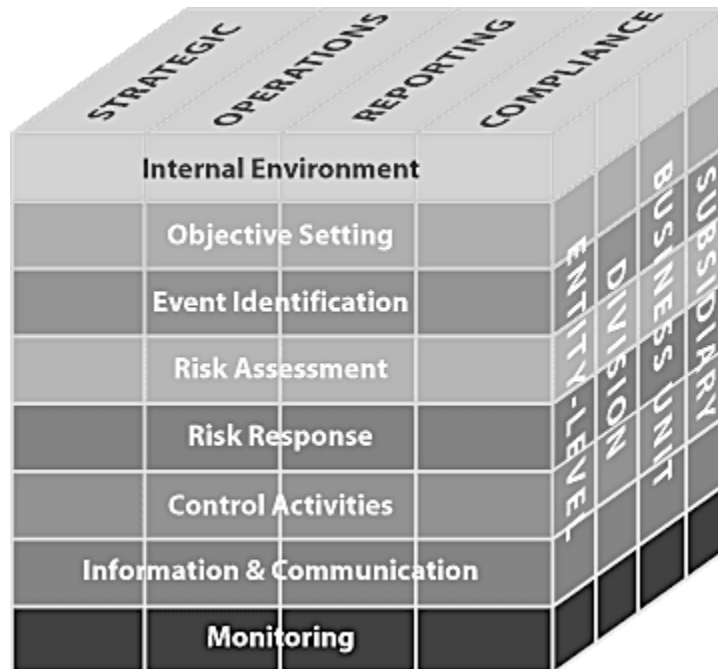 STRATEGIC
OPERATIONS
REPORTING
COMPLIANCE
Internal Environment
Objective Setting
Event Identification
Risk Assessment
Risk Response
Control Activities
Information & Communication
Monitoring
ENTITY-LEVEL
DIVISION
BUSINESS UNIT
SUBSIDIARY